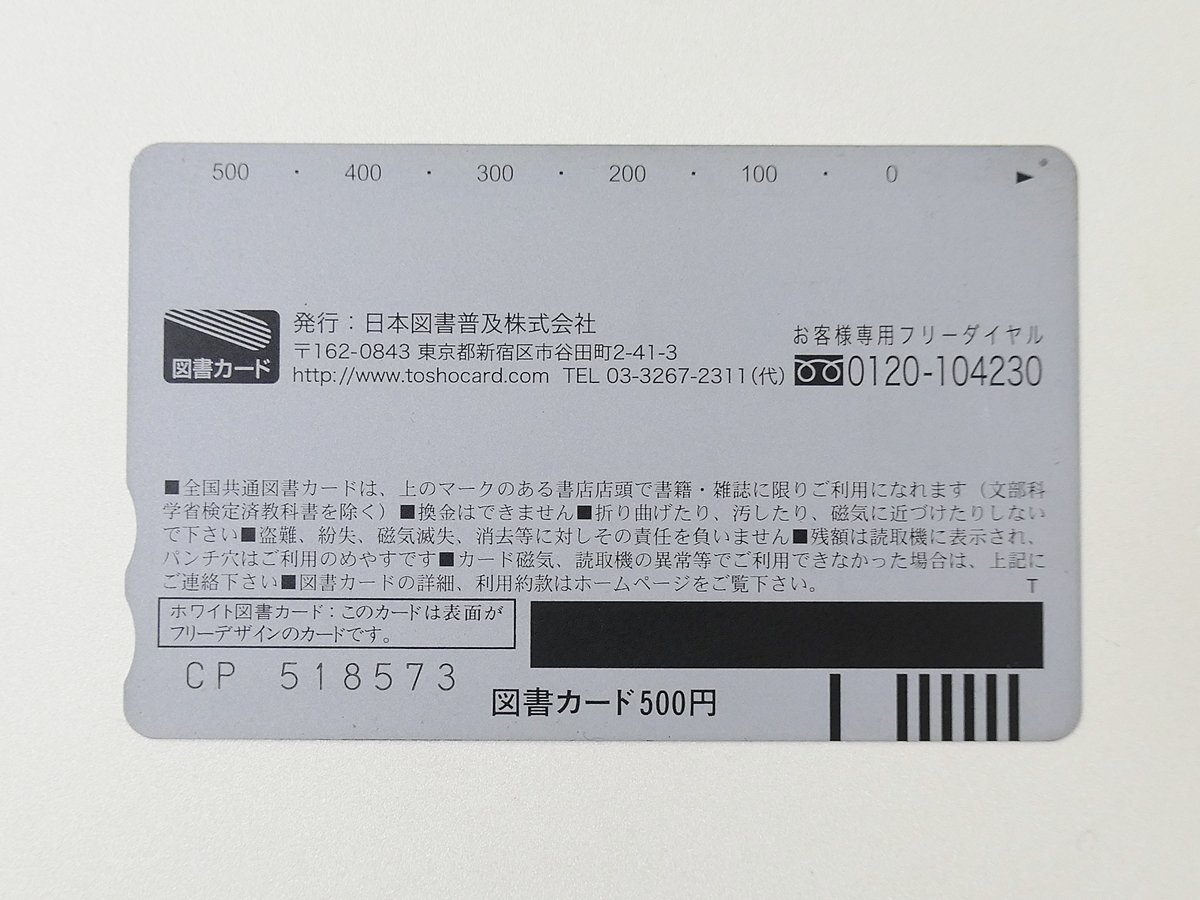 500 ・ 400 ・ 300 ・ 200 ・ 100 ・ 0 ▶
図書カード
発行：日本図書普及株式会社
〒162-0843 東京都新宿区市谷田町2-41-3
http://www.toshocard.com TEL 03-3267-2311(代)
お客様専用フリーダイヤル
0120-104230
■全国共通図書カードは、上のマークのある書店店頭で書籍・雑誌に限りご利用になれます（文部科
学省検定済教科書を除く）■換金はできません■折り曲げたり、汚したり、磁気に近づけたりしない
で下さい■盗難、紛失、磁気滅失、消去等に対しその責任を負いません■残額は読取機に表示され、
パンチ穴はご利用のめやすです■カード磁気、読取機の異常等でご利用できなかった場合は、上記に
ご連絡下さい■図書カードの詳細、利用約款はホームページをご覧下さい。
T
ホワイト図書カード：このカードは表面が
フリーデザインのカードです。
CP 518573
図書カード500円